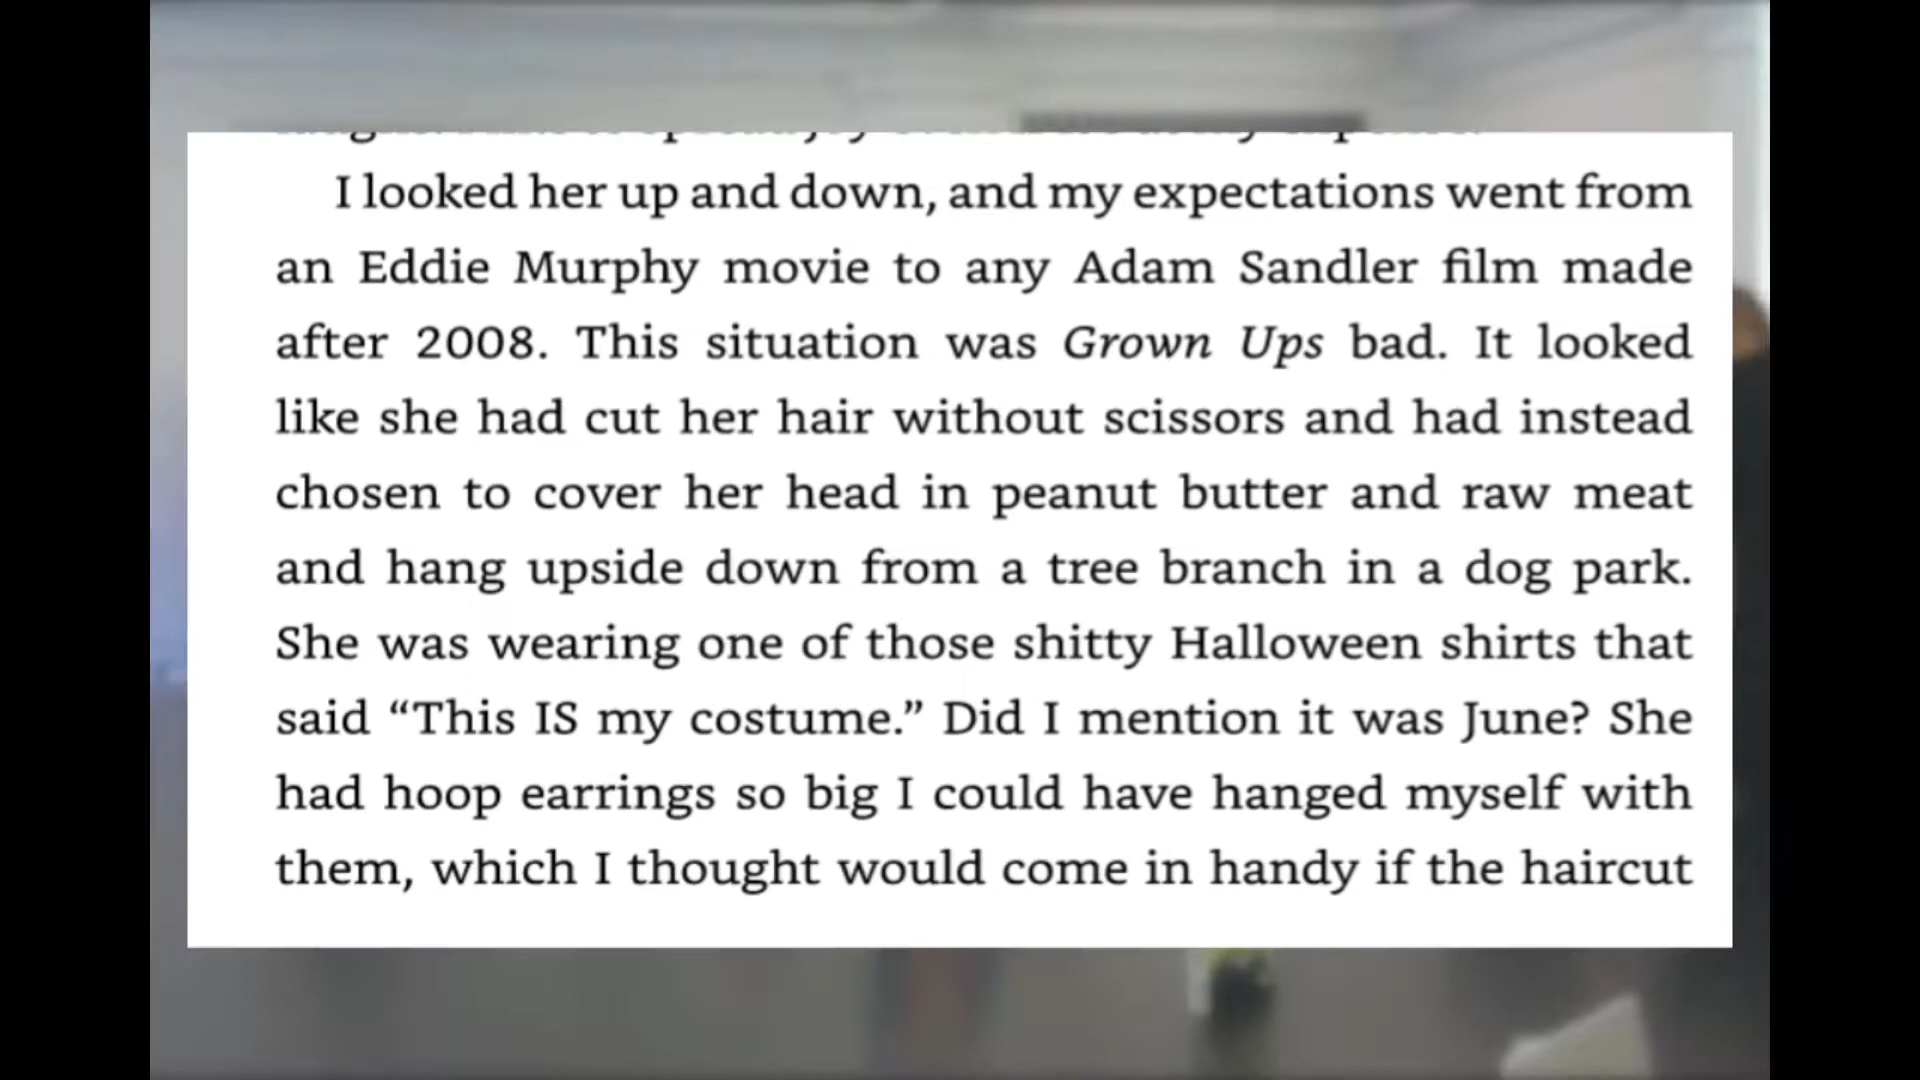 I looked her up and down, and my expectations went from
an Eddie Murphy movie to any Adam Sandler film made
after 2008. This situation was Grown Ups bad. It looked
like she had cut her hair without scissors and had instead
chosen to cover her head in peanut butter and raw meat
and hang upside down from a tree branch in a dog park.
She was wearing one of those shitty Halloween shirts that
said “This IS my costume.” Did I mention it was June? She
had hoop earrings so big I could have hanged myself with
them, which I thought would come in handy if the haircut